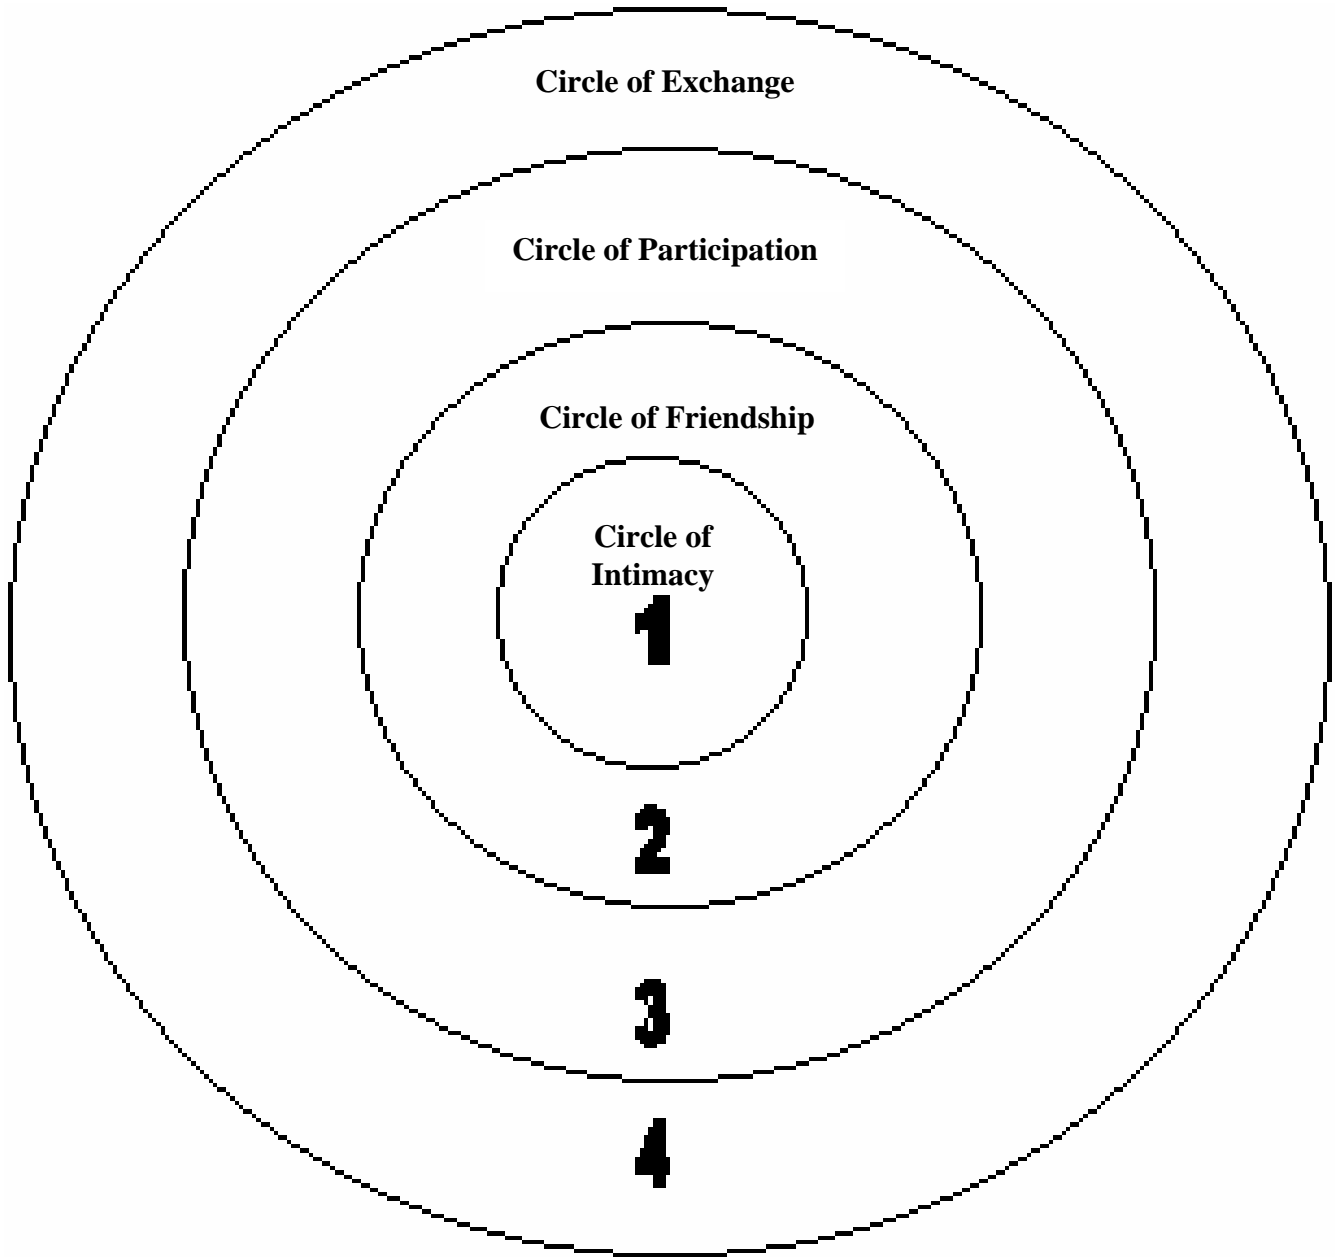 Circle of Exchange
Circle of Participation
Circle of Friendship
Circle of
Intimacy
1
2
3
4